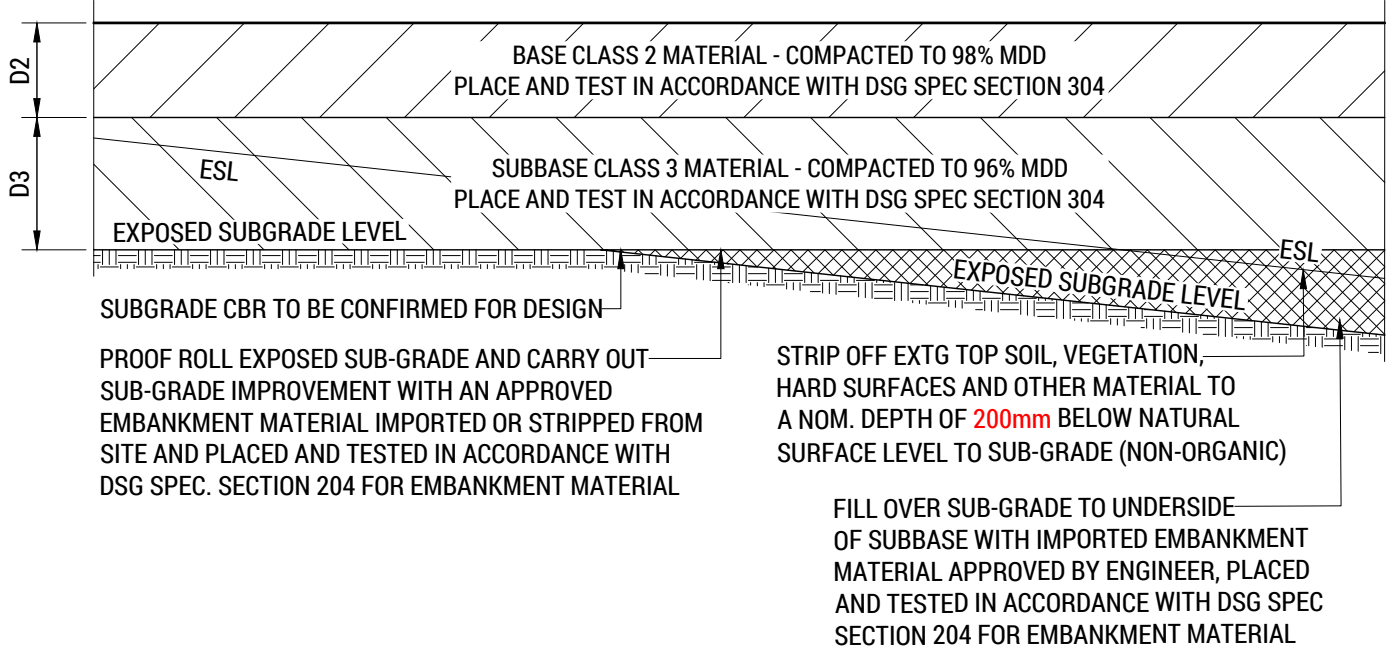 D2
BASE CLASS 2 MATERIAL - COMPACTED TO 98% MDD
PLACE AND TEST IN ACCORDANCE WITH DSG SPEC SECTION 304
D3
ESL
SUBBASE CLASS 3 MATERIAL - COMPACTED TO 96% MDD
PLACE AND TEST IN ACCORDANCE WITH DSG SPEC SECTION 304
EXPOSED SUBGRADE LEVEL
ESL
EXPOSED SUBGRADE LEVEL
SUBGRADE CBR TO BE CONFIRMED FOR DESIGN
PROOF ROLL EXPOSED SUB-GRADE AND CARRY OUT
SUB-GRADE IMPROVEMENT WITH AN APPROVED
EMBANKMENT MATERIAL IMPORTED OR STRIPPED FROM
SITE AND PLACED AND TESTED IN ACCORDANCE WITH
DSG SPEC. SECTION 204 FOR EMBANKMENT MATERIAL
STRIP OFF EXTG TOP SOIL, VEGETATION,
HARD SURFACES AND OTHER MATERIAL TO
A NOM. DEPTH OF 200mm BELOW NATURAL
SURFACE LEVEL TO SUB-GRADE (NON-ORGANIC)
FILL OVER SUB-GRADE TO UNDERSIDE
OF SUBBASE WITH IMPORTED EMBANKMENT
MATERIAL APPROVED BY ENGINEER, PLACED
AND TESTED IN ACCORDANCE WITH DSG SPEC
SECTION 204 FOR EMBANKMENT MATERIAL